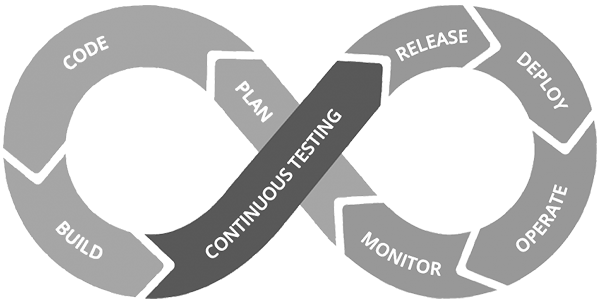 PLAN
CODE
BUILD
CONTINUOUS TESTING
RELEASE
DEPLOY
OPERATE
MONITOR